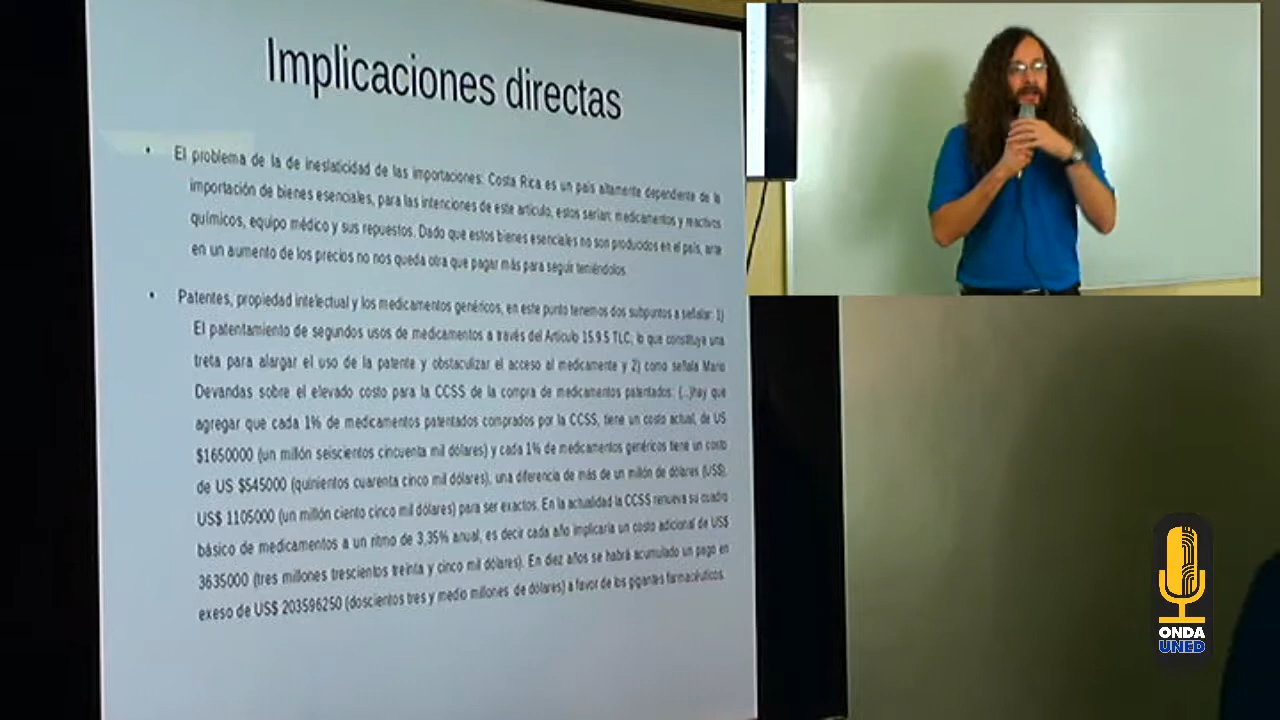 Implicaciones directas
• El problema de la de ineslaticidad de las importaciones: Costa Rica es un país altamente dependiente de la
importación de bienes esenciales, para las intenciones de este artículo, estos serían: medicamentos y reactivos
químicos, equipo médico y sus repuestos. Dado que estos bienes esenciales no son producidos en el país, ante
en un aumento de los precios no nos queda otra que pagar más para seguir teniéndolos.
• Patentes, propiedad intelectual y los medicamentos genéricos, en este punto tenemos dos subpuntos a señalar: 1)
El patentamiento de segundos usos de medicamentos a través del Artículo 15.9.5 TLC; lo que constituye una
treta para alargar el uso de la patente y obstaculizar el acceso al medicamente y 2) como señala Mario
Devandas sobre el elevado costo para la CCSS de la compra de medicamentos patentados: (...)hay que
agregar que cada 1% de medicamentos patentados comprados por la CCSS, tiene un costo actual, de US
$1650000 (un millón seiscientos cincuenta mil dólares) y cada 1% de medicamentos genéricos tiene un costo
de US $545000 (quinientos cuarenta cinco mil dólares), una diferencia de más de un millón de dólares (US$),
US$ 1105000 (un millón ciento cinco mil dólares) para ser exactos. En la actualidad la CCSS renueva su cuadro
básico de medicamentos a un ritmo de 3,35% anual, es decir cada año implicaría un costo adicional de US$
3635000 (tres millones trescientos treinta y cinco mil dólares). En diez años se habrá acumulado un pago en
exeso de US$ 203596250 (doscientos tres y medio millones de dólares) a favor de los gigantes farmacéuticos.
ONDA
UNED